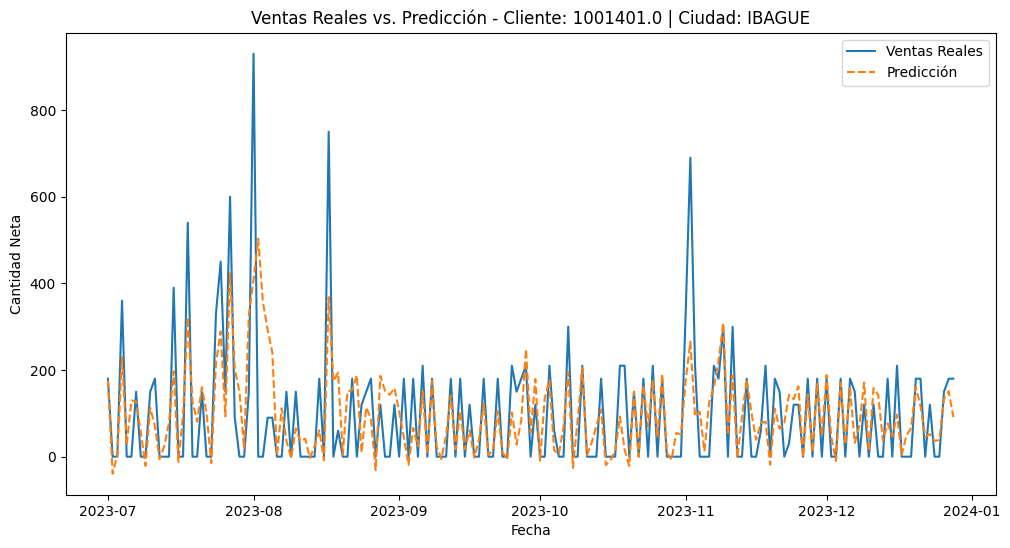 Ventas Reales vs. Predicción - Cliente: 1001401.0 | Ciudad: IBAGUE
Ventas Reales
Predicción
Cantidad Neta
800
600
400
200
0
2023-07
2023-08
2023-09
2023-10
2023-11
2023-12
2024-01
Fecha